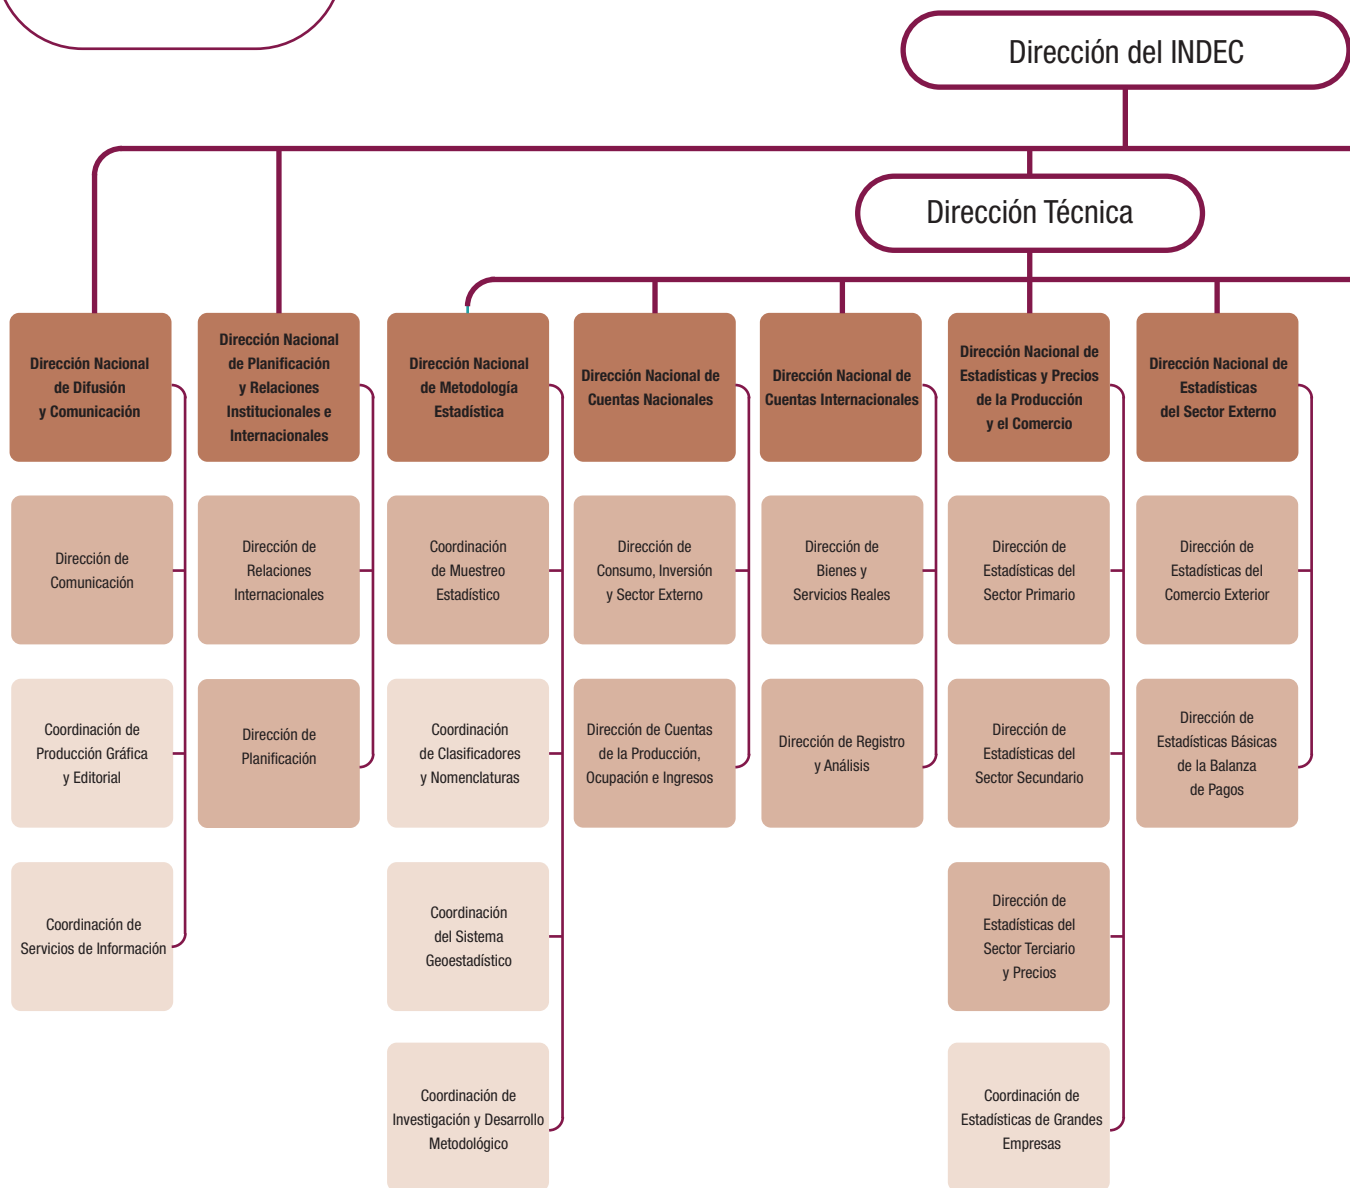 Dirección del INDEC
Dirección Técnica
Dirección Nacional
de Difusión
y Comunicación
Dirección Nacional
de Planificación
y Relaciones
Institucionales e
Internacionales
Dirección Nacional
de Metodología
Estadística
Dirección Nacional de
Cuentas Nacionales
Dirección Nacional de
Cuentas Internacionales
Dirección Nacional de
Estadísticas y Precios
de la Producción
y el Comercio
Dirección Nacional de
Estadísticas
del Sector Externo
Dirección de
Comunicación
Dirección de
Relaciones
Internacionales
Coordinación
de Muestreo
Estadístico
Dirección de
Consumo, Inversión
y Sector Externo
Dirección de
Bienes y
Servicios Reales
Dirección de
Estadísticas del
Sector Primario
Dirección de
Estadísticas del
Comercio Exterior
Coordinación de
Producción Gráfica
y Editorial
Dirección de
Planificación
Coordinación
de Clasificadores
y Nomenclaturas
Dirección de Cuentas
de la Producción,
Ocupación e Ingresos
Dirección de Registro
y Análisis
Dirección de
Estadísticas del
Sector Secundario
Dirección de
Estadísticas Básicas
de la Balanza
de Pagos
Coordinación de
Servicios de Información
Coordinación
del Sistema
Geoestadístico
Dirección de
Estadísticas del
Sector Terciario
y Precios
Coordinación de
Investigación y Desarrollo
Metodológico
Coordinación de
Estadísticas de Grandes
Empresas